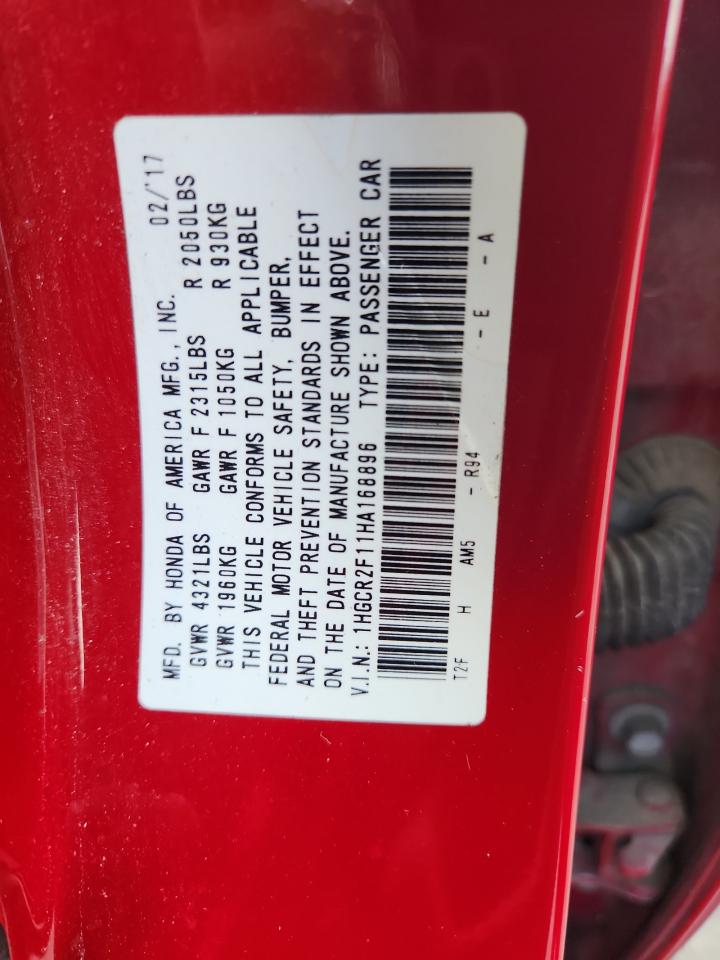 MFD. BY HONDA OF AMERICA MFG., INC. 02/'17
GVWR 4321LBS GAWR F 2315LBS R 2050LBS
GVWR 1960KG GAWR F 1050KG R 930KG
THIS VEHICLE CONFORMS TO ALL APPLICABLE
FEDERAL MOTOR VEHICLE SAFETY, BUMPER,
AND THEFT PREVENTION STANDARDS IN EFFECT
ON THE DATE OF MANUFACTURE SHOWN ABOVE.
V.I.N.: 1HGCR2F11HA168896 TYPE: PASSENGER CAR
T2F H AM5 - R94 - E - A